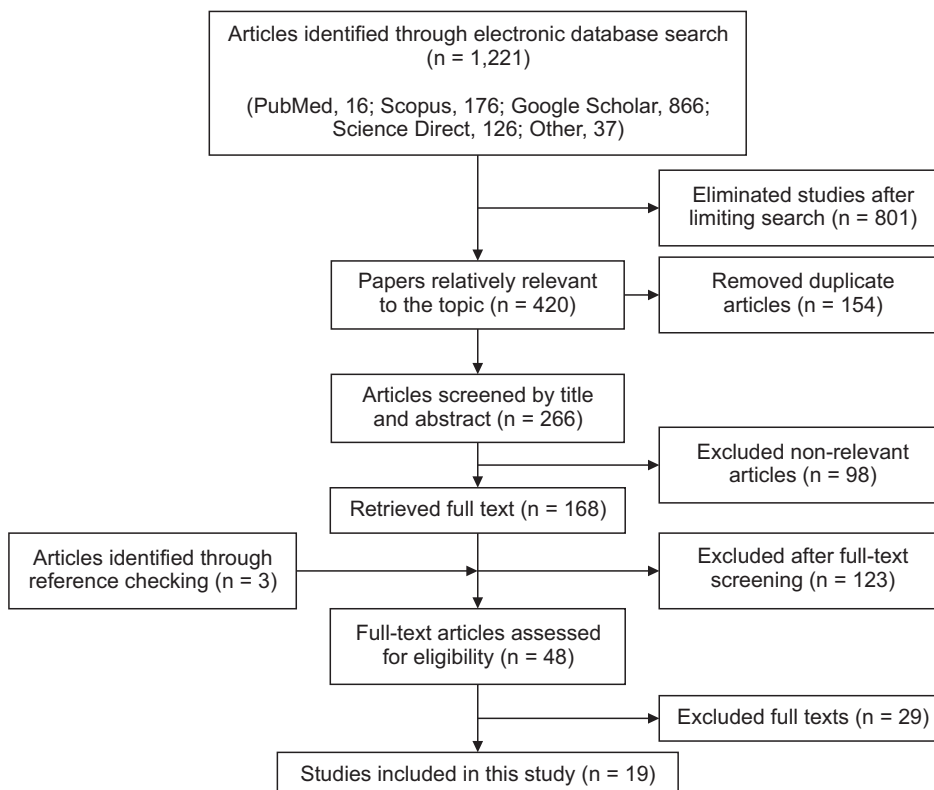 Articles identified through electronic database search
(n = 1,221)
(PubMed, 16; Scopus, 176; Google Scholar, 866;
Science Direct, 126; Other, 37)
Eliminated studies after
limiting search (n = 801)
Papers relatively relevant
to the topic (n = 420)
Removed duplicate
articles (n = 154)
Articles screened by title
and abstract (n = 266)
Excluded non-relevant
articles (n = 98)
Retrieved full text (n = 168)
Articles identified through
reference checking (n = 3)
Excluded after full-text
screening (n = 123)
Full-text articles assessed
for eligibility (n = 48)
Excluded full texts (n = 29)
Studies included in this study (n = 19)